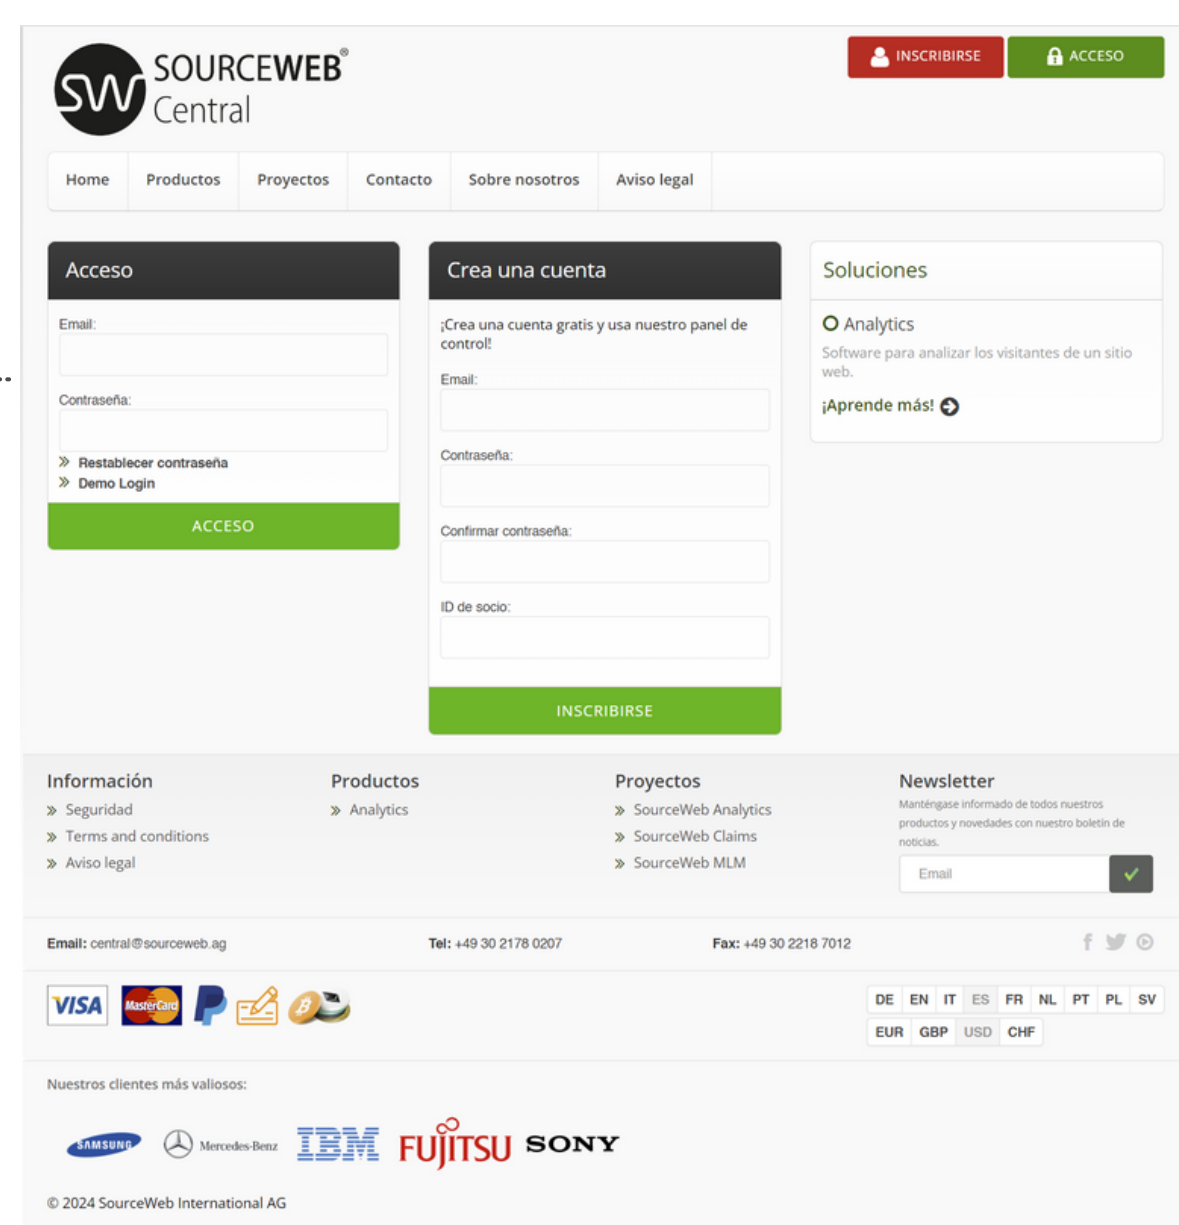 SW SOURCEWEB®
Central
INSCRIBIRSE
ACCESO
Home Productos Proyectos Contacto Sobre nosotros Aviso legal
Acceso
Email:
Contraseña:
Restablecer contraseña
Demo Login
ACCESO
Crea una cuenta
¡Crea una cuenta gratis y usa nuestro panel de
control!
Email:
Contraseña:
Confirmar contraseña:
ID de socio:
INSCRIBIRSE
Soluciones
Analytics
Software para analizar los visitantes de un sitio
web.
¡Aprende más!
Información
Seguridad
Terms and conditions
Aviso legal
Productos
Analytics
Proyectos
SourceWeb Analytics
SourceWeb Claims
SourceWeb MLM
Newsletter
Manténgase informado de todos nuestros
productos y novedades con nuestro boletín de
noticias.
Email
Email: central@sourceweb.ag Tel: +49 30 2178 0207 Fax: +49 30 2218 7012
VISA MasterCard
DE EN IT ES FR NL PT PL SV
EUR GBP USD CHF
Nuestros clientes más valiosos:
SAMSUNG Mercedes-Benz IBM FUJITSU SONY
© 2024 SourceWeb International AG